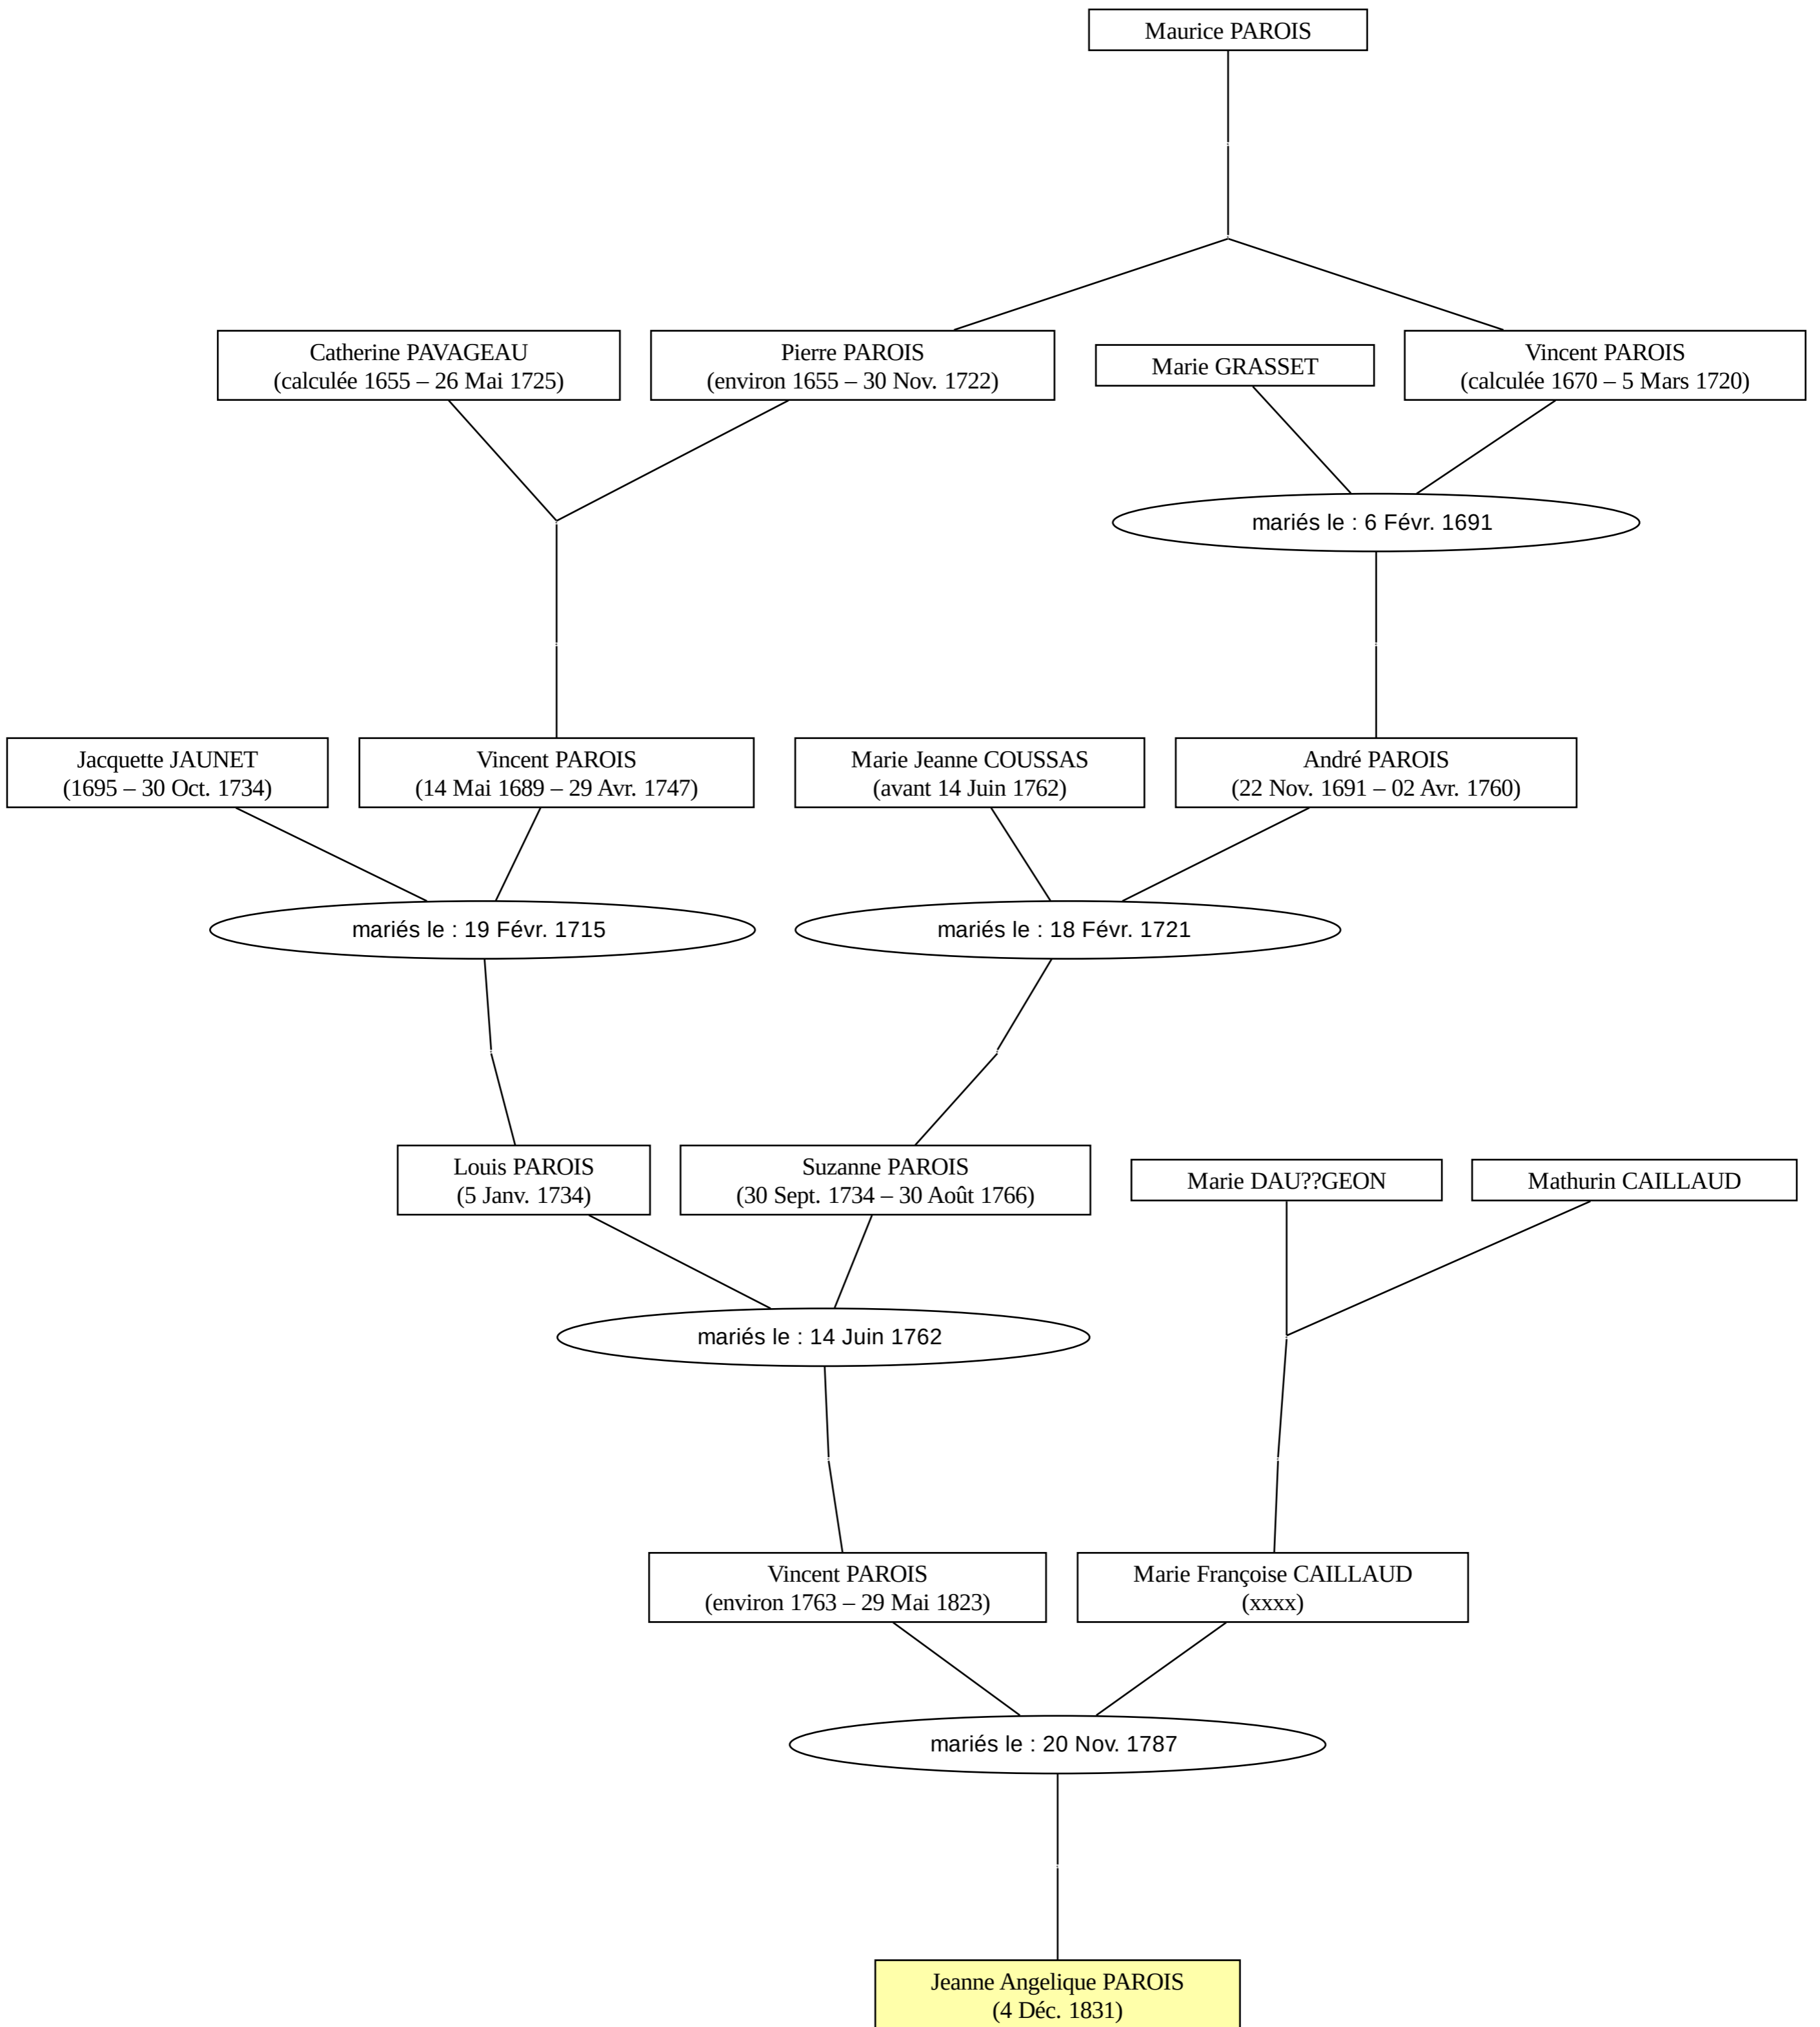 Maurice PAROIS
Catherine PAVAGEAU
(calculée 1655 – 26 Mai 1725)
Pierre PAROIS
(environ 1655 – 30 Nov. 1722)
Marie GRASSET
Vincent PAROIS
(calculée 1670 – 5 Mars 1720)
mariés le : 6 Févr. 1691
Jacquette JAUNET
(1695 – 30 Oct. 1734)
Vincent PAROIS
(14 Mai 1689 – 29 Avr. 1747)
Marie Jeanne COUSSAS
(avant 14 Juin 1762)
André PAROIS
(22 Nov. 1691 – 02 Avr. 1760)
mariés le : 19 Févr. 1715
mariés le : 18 Févr. 1721
Louis PAROIS
(5 Janv. 1734)
Suzanne PAROIS
(30 Sept. 1734 – 30 Août 1766)
Marie DAU??GEON
Mathurin CAILLAUD
mariés le : 14 Juin 1762
Vincent PAROIS
(environ 1763 – 29 Mai 1823)
Marie Françoise CAILLAUD
(xxxx)
mariés le : 20 Nov. 1787
Jeanne Angelique PAROIS
(4 Déc. 1831)